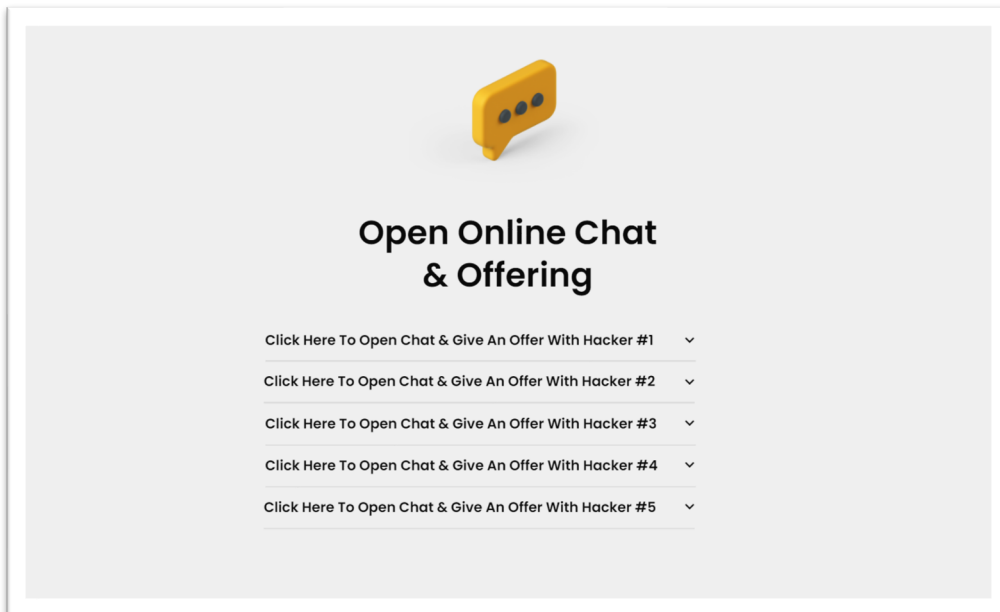 Open Online Chat
& Offering
Click Here To Open Chat & Give An Offer With Hacker #1
Click Here To Open Chat & Give An Offer With Hacker #2
Click Here To Open Chat & Give An Offer With Hacker #3
Click Here To Open Chat & Give An Offer With Hacker #4
Click Here To Open Chat & Give An Offer With Hacker #5